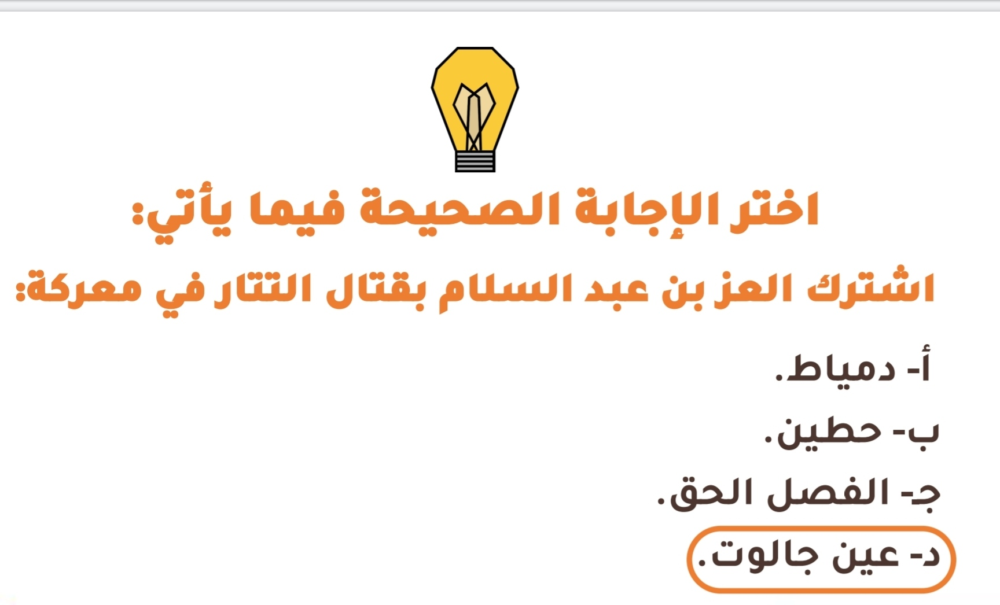 اختر الإجابة الصحيحة فيما يأتي:
اشترك العز بن عبد السلام بقتال التتار في معركة:
أ- دمياط.
ب- حطين.
جـ- الفصل الحق.
د- عين جالوت.